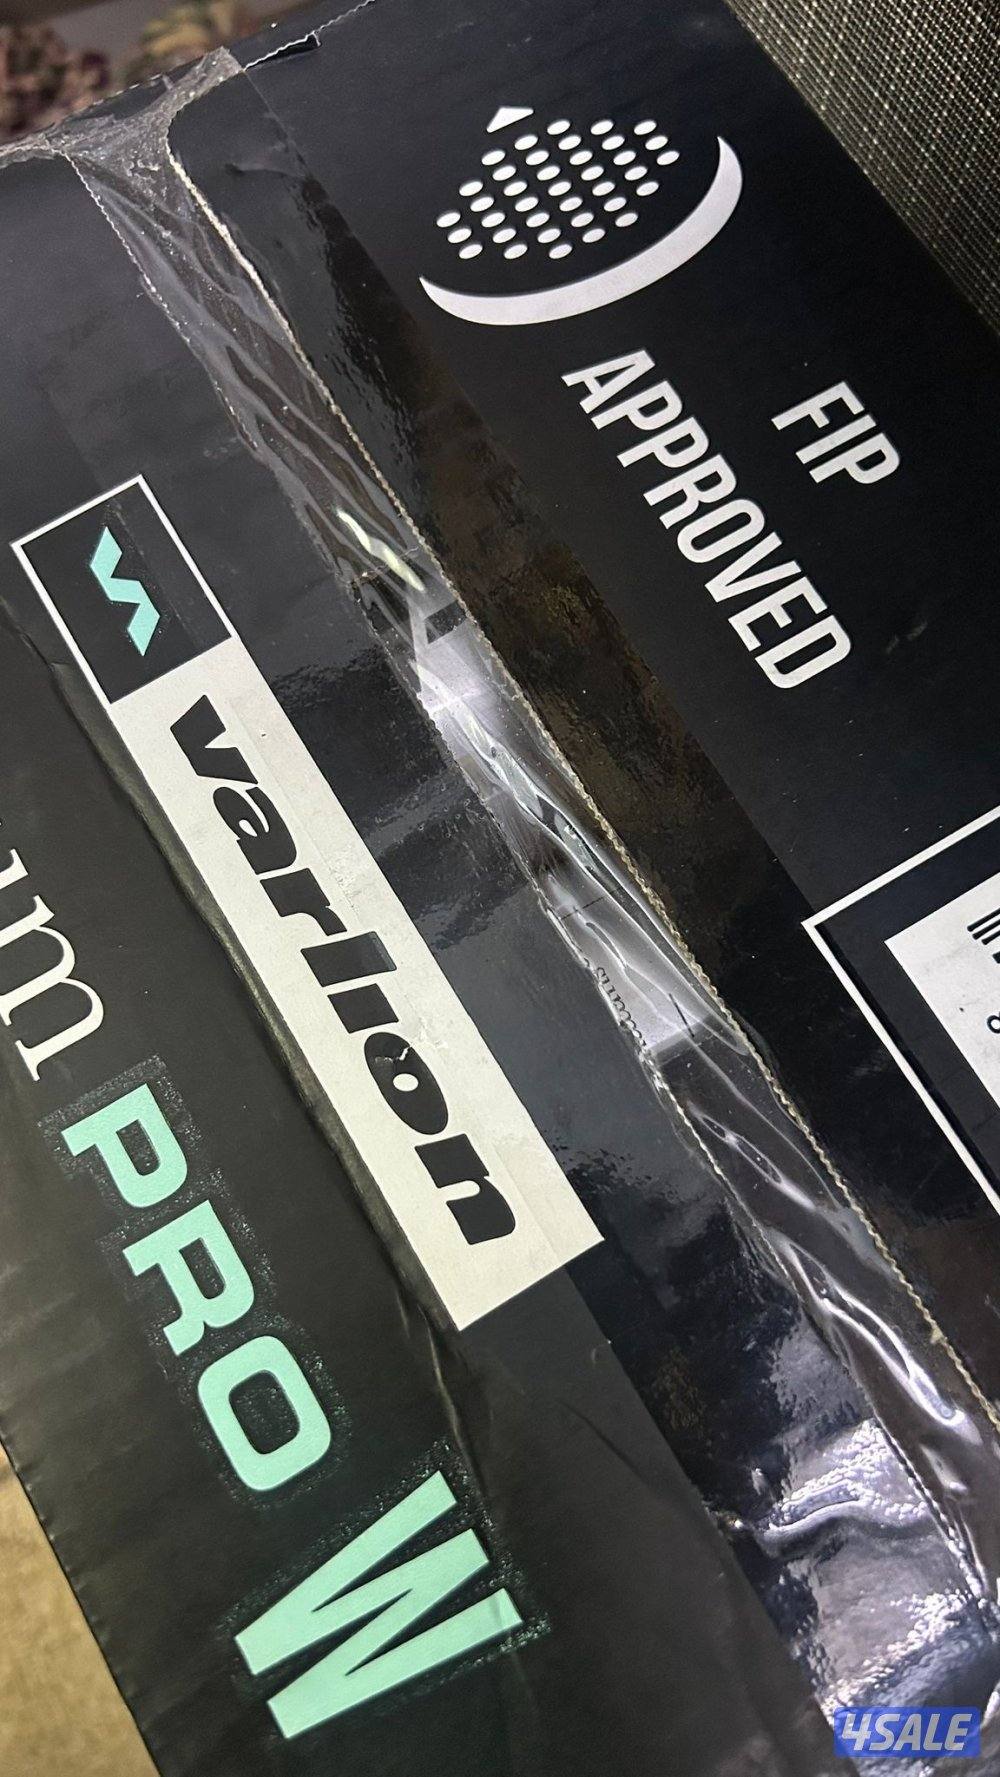 FIP
APPROVED
varlion
PRO W
4SALE